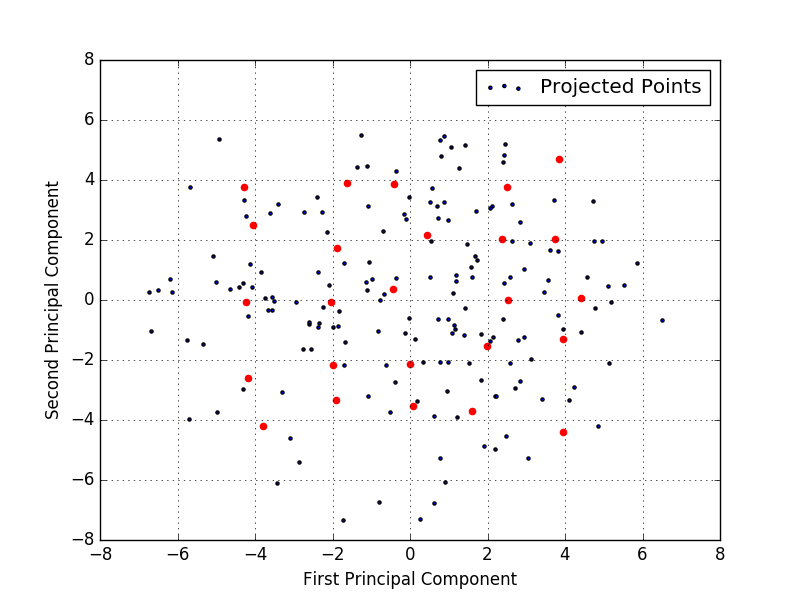 8
6
4
2
0
−2
−4
−6
−8
Second Principal Component
Projected Points
−8 −6 −4 −2 0 2 4 6 8
First Principal Component